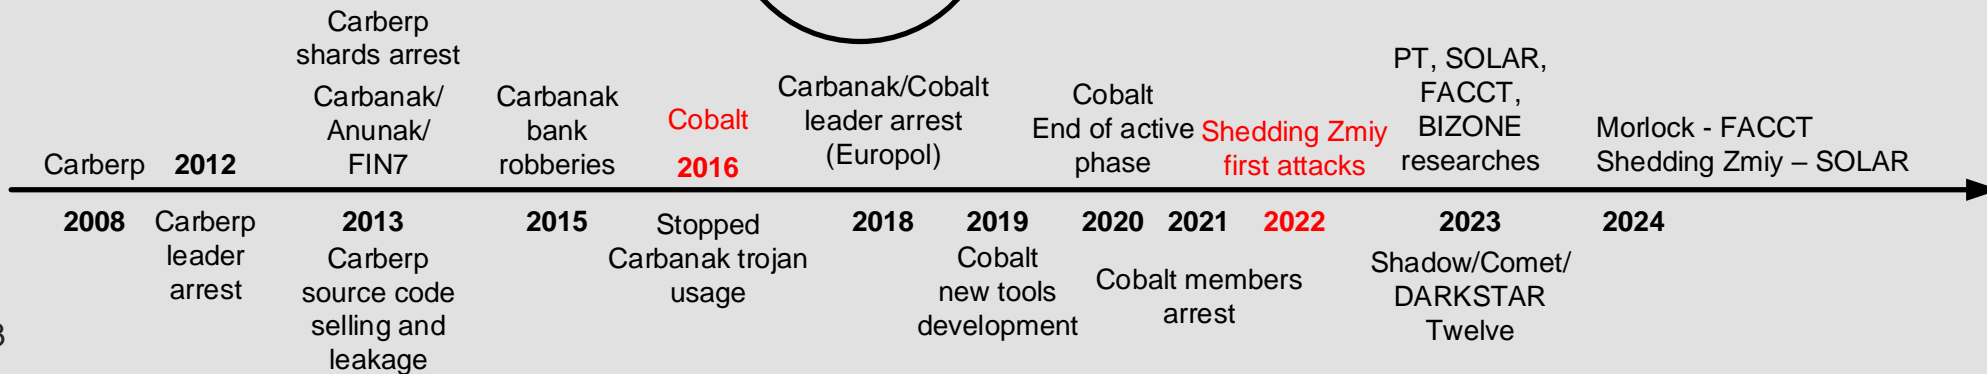 Carberp
shards arrest
Carbanak/
Anunak/
FIN7
Carbanak
bank
robberies
Cobalt
2016
Carbanak/Cobalt
leader arrest
(Europol)
Cobalt
End of active
phase
Shedding Zmiy
first attacks
PT, SOLAR,
FACCT,
BIZONE
researches
Morlock - FACCT
Shedding Zmiy – SOLAR
Carberp
2012
2008
Carberp
leader
arrest
2013
Carberp
source code
selling and
leakage
2015
Stopped
Carbanak trojan
usage
2018
2019
Cobalt
new tools
development
2020
2021
Cobalt members
arrest
2022
2023
Shadow/Comet/
DARKSTAR
Twelve
2024